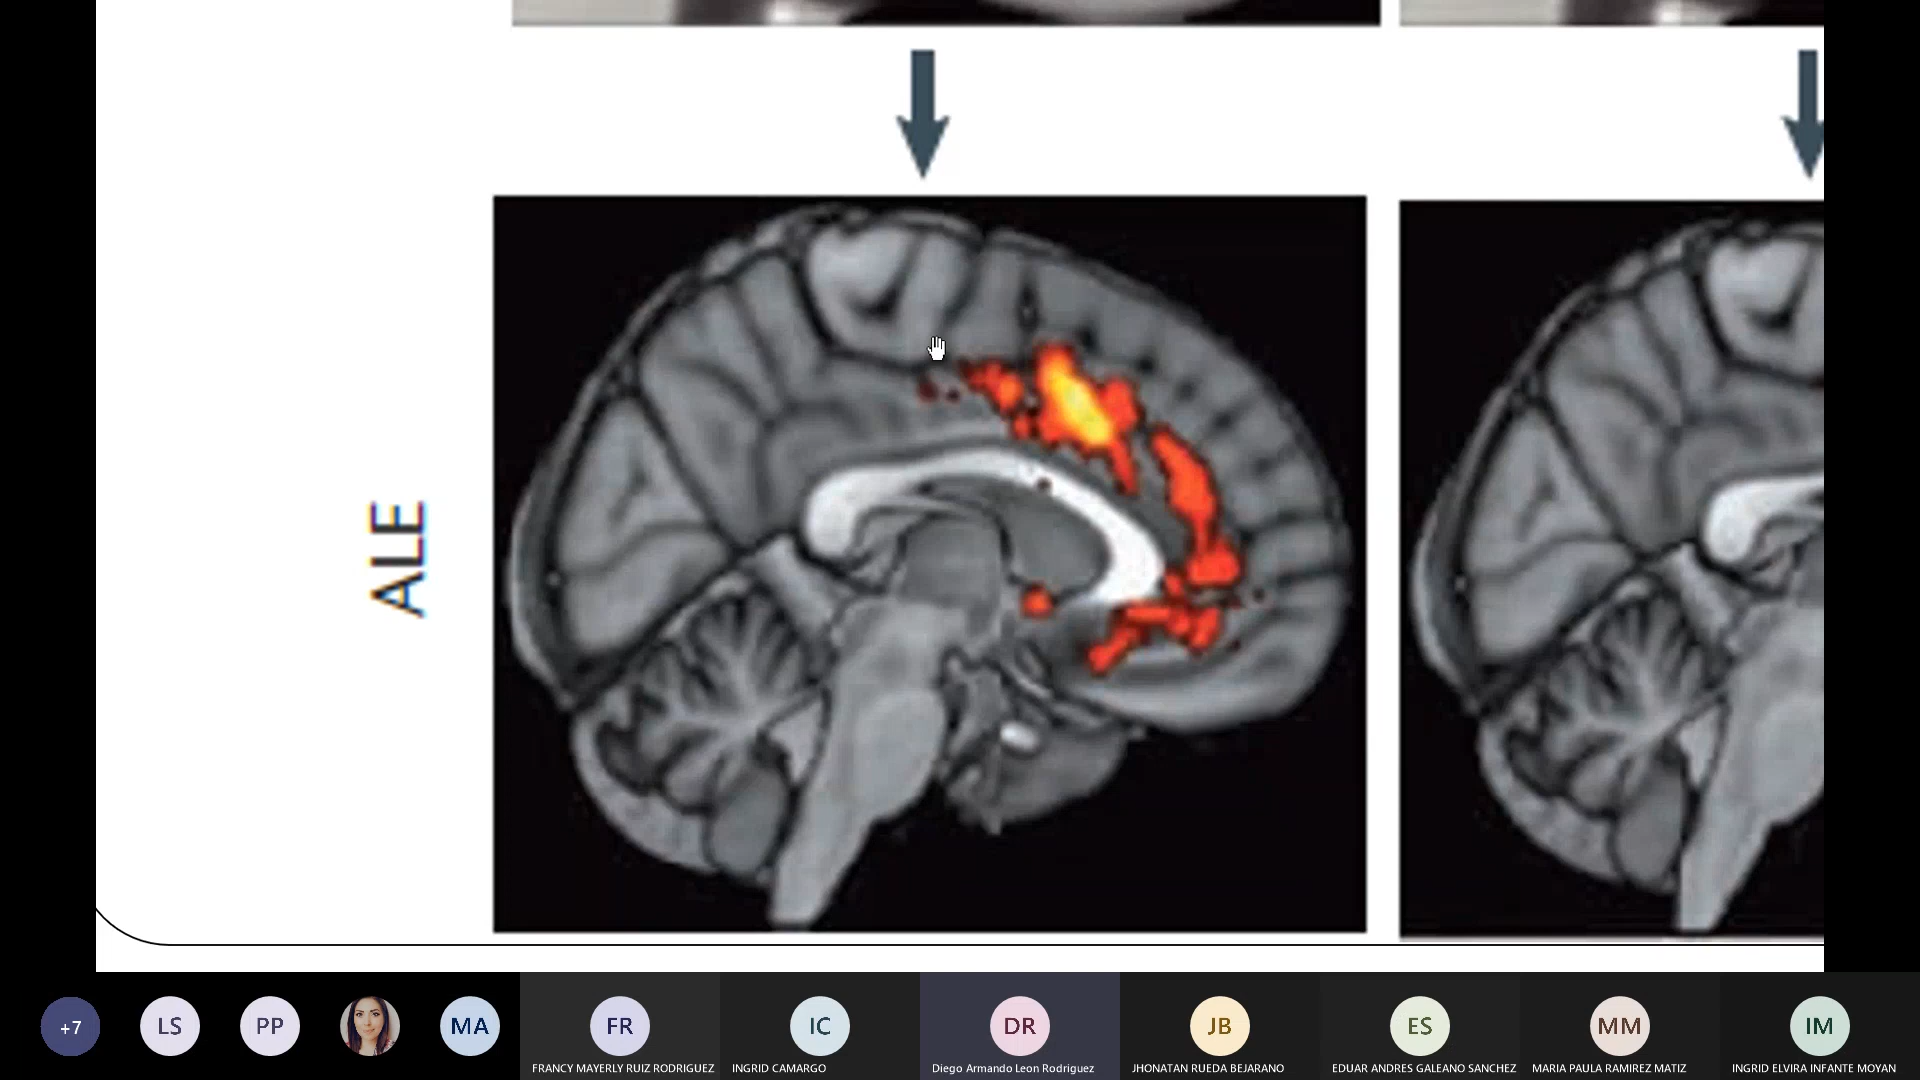 ALE
+7
LS
PP
MA
FR
IC
DR
JB
ES
MM
IM
FRANCY MAYERLY RUIZ RODRIGUEZ
INGRID CAMARGO
Diego Armando Leon Rodriguez
JHONATAN RUEDA BEJARANO
EDUAR ANDRES GALEANO SANCHEZ
MARIA PAULA RAMIREZ MATIZ
INGRID ELVIRA INFANTE MOYAN